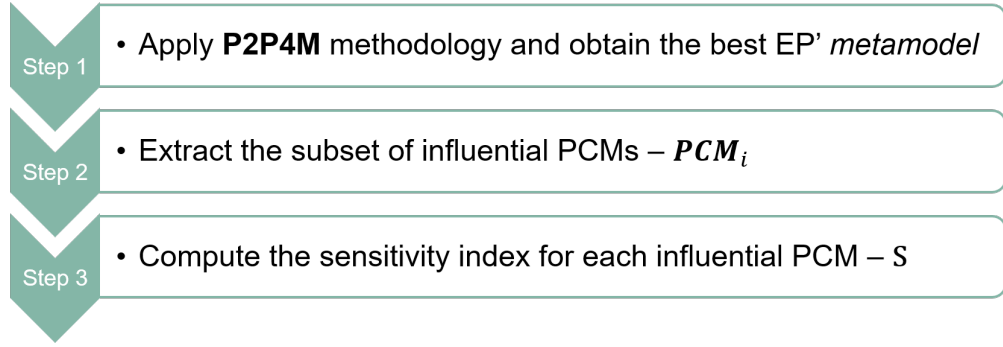 Step 1
• Apply P2P4M methodology and obtain the best EP’ metamodel
Step 2
• Extract the subset of influential PCMs – PCMᵢ
Step 3
• Compute the sensitivity index for each influential PCM – S